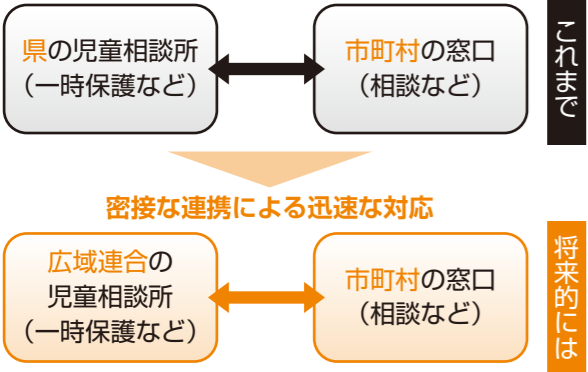 これまで
県の児童相談所
（一時保護など）
市町村の窓口
（相談など）
密接な連携による迅速な対応
将来的には
広域連合の
児童相談所
（一時保護など）
市町村の窓口
（相談など）